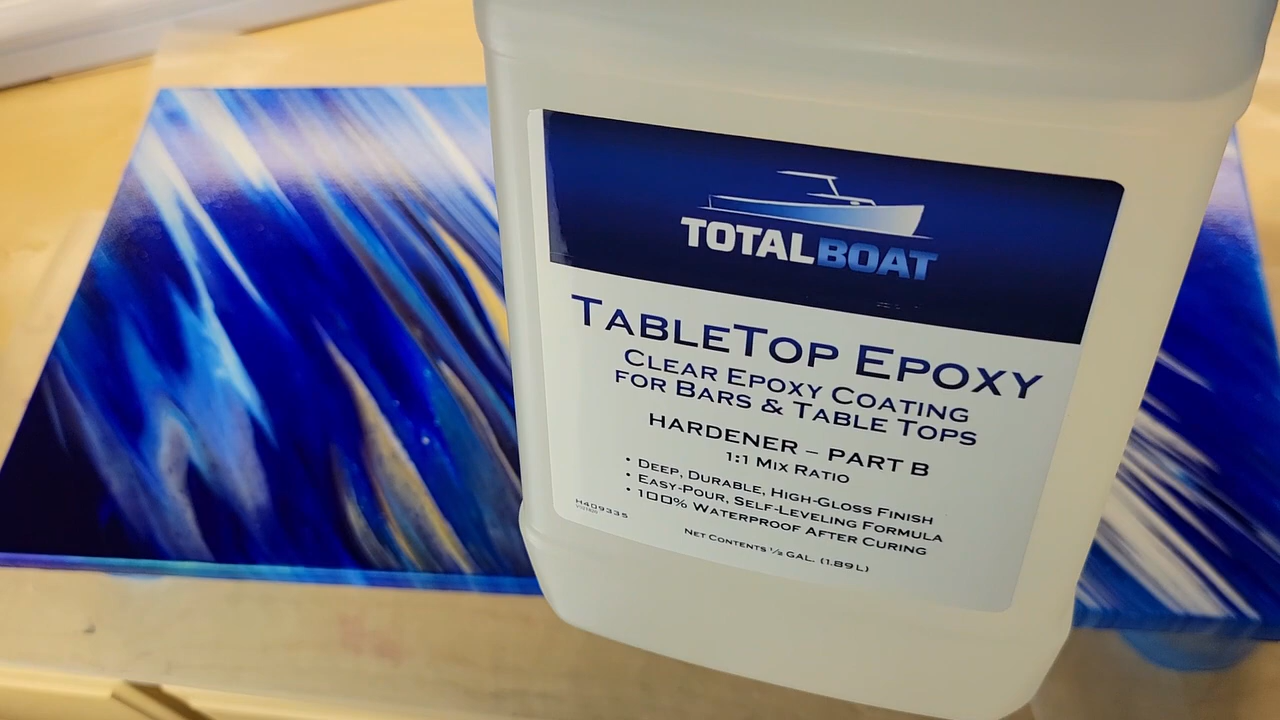 TOTALBOAT
TABLETOP EPOXY
CLEAR EPOXY COATING
FOR BARS & TABLE TOPS
HARDENER – PART B
1:1 MIX RATIO
• DEEP, DURABLE, HIGH-GLOSS FINISH
• EASY-POUR, SELF-LEVELING FORMULA
• 100% WATERPROOF AFTER CURING
H409335
NET CONTENTS ½ GAL. (1.89 L)